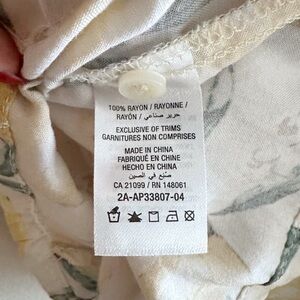 100% RAYON / RAYONNE /
RAYÓN / حرير صناعي
EXCLUSIVE OF TRIMS
GARNITURES NON COMPRISES
MADE IN CHINA
FABRIQUÉ EN CHINE
HECHO EN CHINA
صنع في الصين
CA 21099 / RN 148061
2A-AP33807-04